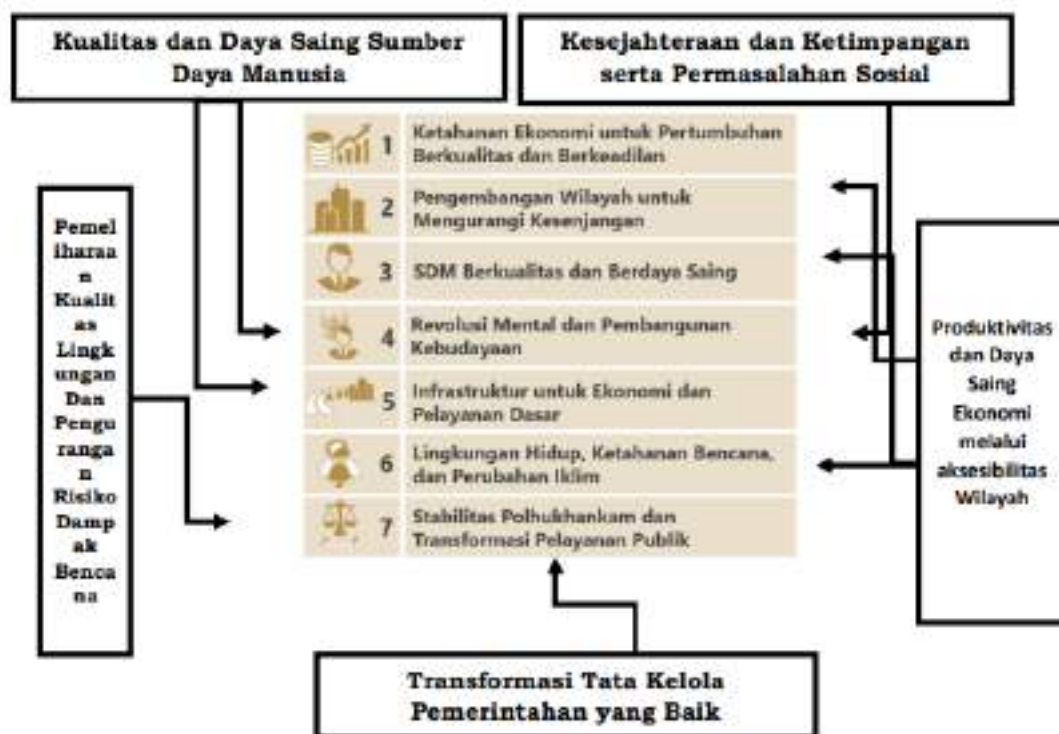 Kualitas dan Daya Saing Sumber
Daya Manusia
Kesejahteraan dan Ketimpangan
serta Permasalahan Sosial
1
Ketahanan Ekonomi untuk Pertumbuhan
Berkualitas dan Berkeadilan
2
Pengembangan Wilayah untuk
Mengurangi Kesenjangan
3
SDM Berkualitas dan Berdaya Saing
4
Revolusi Mental dan Pembangunan
Kebudayaan
5
Infrastruktur untuk Ekonomi dan
Pelayanan Dasar
6
Lingkungan Hidup, Ketahanan Bencana,
dan Perubahan Iklim
7
Stabilitas Polhukhankam dan
Transformasi Pelayanan Publik
Pemel
iharaa
n
Kualit
as
Lingk
ungan
Dan
Pengu
rangan
n
Risiko
Damp
ak
Benca
na
Produktivitas
dan Daya
Saing
Ekonomi
melalui
aksesibilitas
Wilayah
Transformasi Tata Kelola
Pemerintahan yang Baik